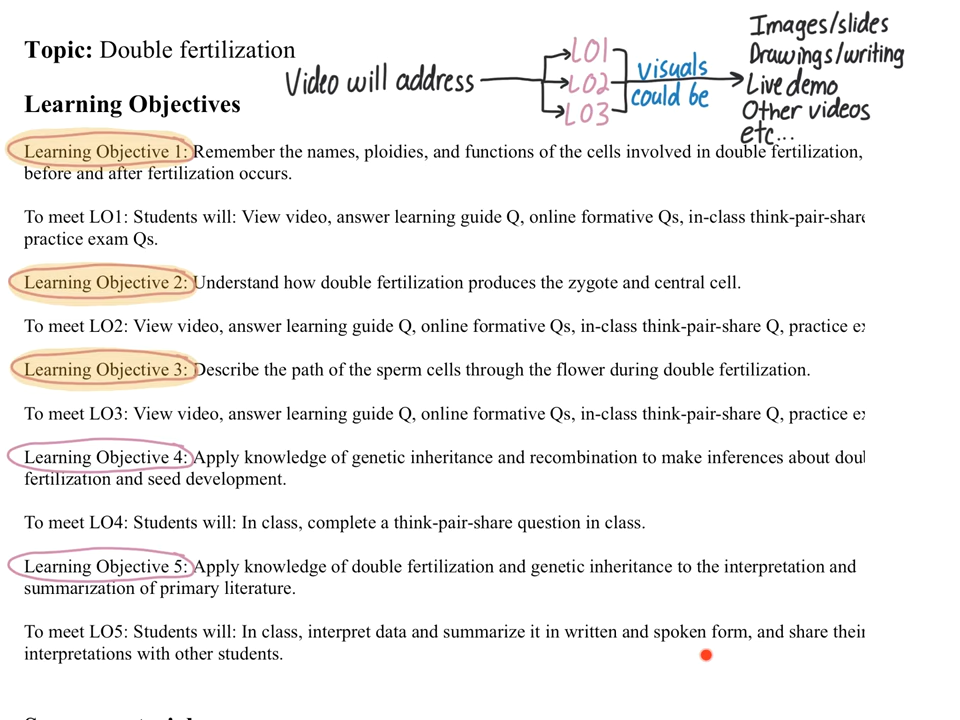 Topic: Double fertilization
Video will address
LO1
LO2
LO3
visuals
could be
Images/slides
Drawings/writing
Live demo
Other videos
etc...
Learning Objectives
Learning Objective 1: Remember the names, ploidies, and functions of the cells involved in double fertilization,
before and after fertilization occurs.
To meet LO1: Students will: View video, answer learning guide Q, online formative Qs, in-class think-pair-share
practice exam Qs.
Learning Objective 2: Understand how double fertilization produces the zygote and central cell.
To meet LO2: View video, answer learning guide Q, online formative Qs, in-class think-pair-share Q, practice
Learning Objective 3: Describe the path of the sperm cells through the flower during double fertilization.
To meet LO3: View video, answer learning guide Q, online formative Qs, in-class think-pair-share Q, practice
Learning Objective 4: Apply knowledge of genetic inheritance and recombination to make inferences about
fertilization and seed development.
To meet LO4: Students will: In class, complete a think-pair-share question in class.
Learning Objective 5: Apply knowledge of double fertilization and genetic inheritance to the interpretation and
summarization of primary literature.
To meet LO5: Students will: In class, interpret data and summarize it in written and spoken form, and share their
interpretations with other students.